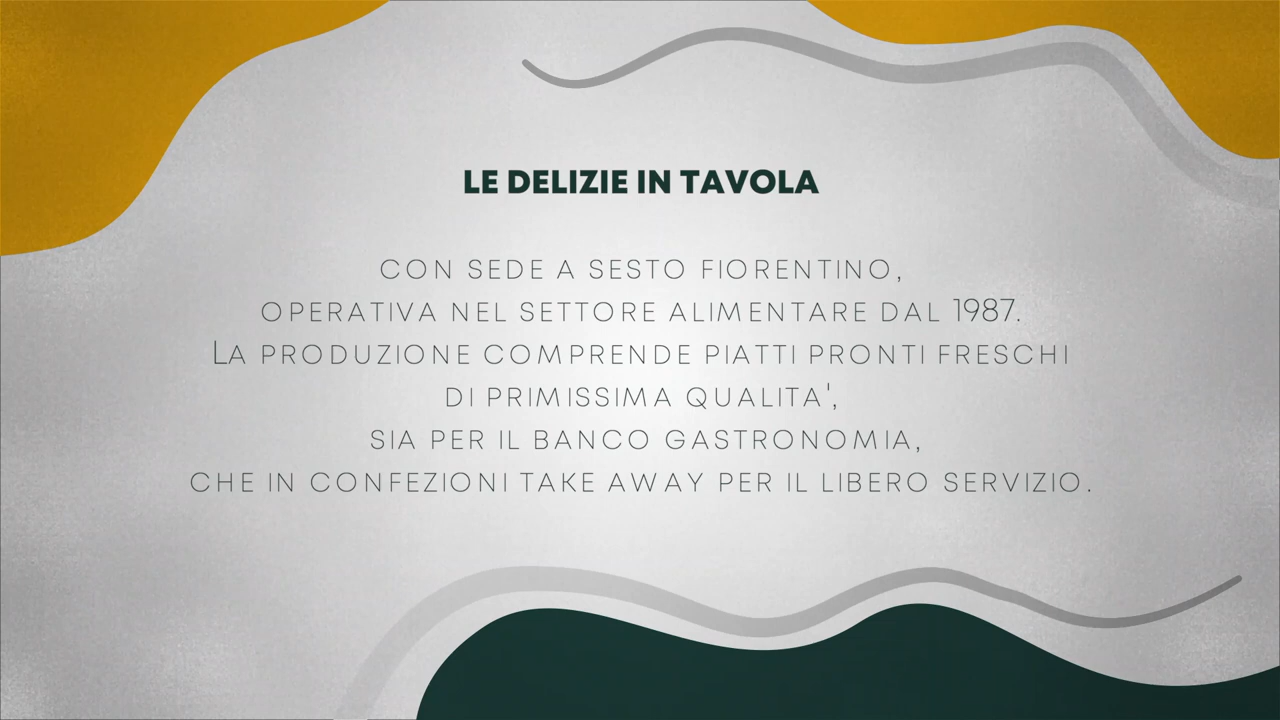 LE DELIZIE IN TAVOLA
CON SEDE A SESTO FIORENTINO,
OPERATIVA NEL SETTORE ALIMENTARE DAL 1987.
LA PRODUZIONE COMPRENDE PIATTI PRONTI FRESCHI
DI PRIMISSIMA QUALITA',
SIA PER IL BANCO GASTRONOMIA,
CHE IN CONFEZIONI TAKE AWAY PER IL LIBERO SERVIZIO.